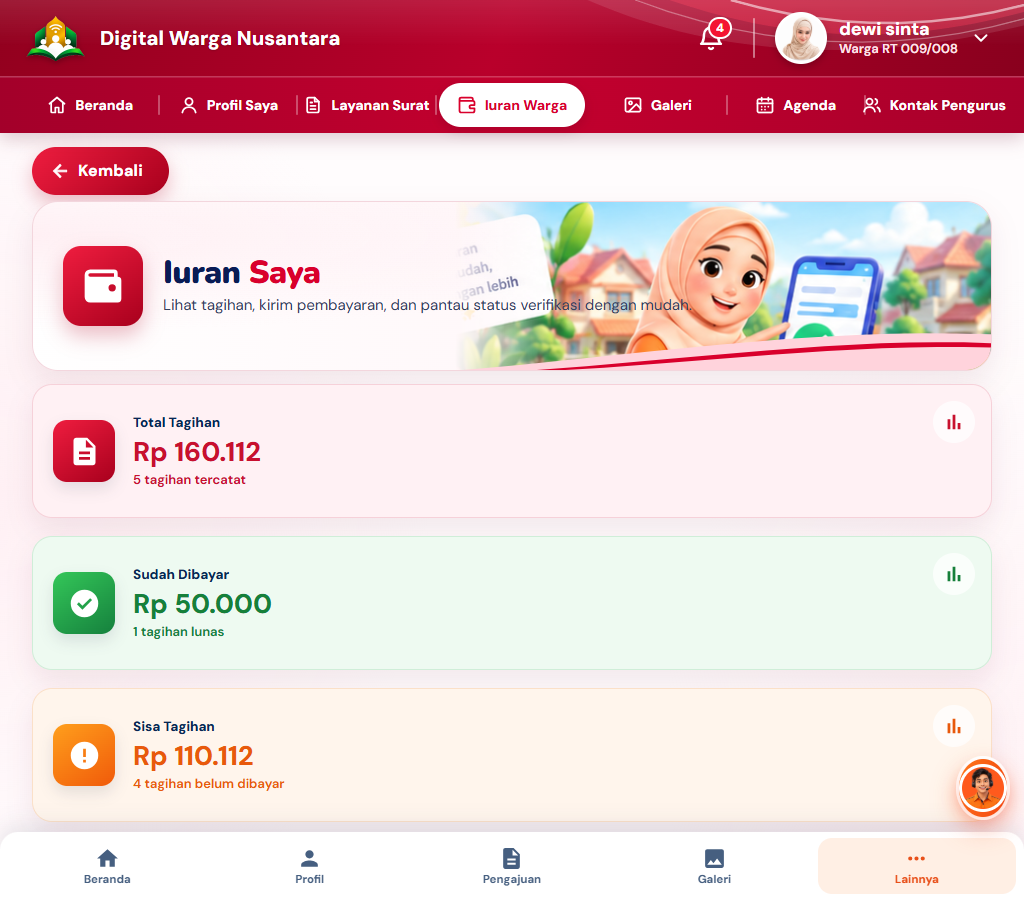 Digital Warga Nusantara
4
dewi sinta
Warga RT 009/008
Beranda
Profil Saya
Layanan Surat
Iuran Warga
Galeri
Agenda
Kontak Pengurus
Kembali
Iuran Saya
Lihat tagihan, kirim pembayaran, dan pantau status verifikasi dengan mudah.
lebih
Total Tagihan
Rp 160.112
5 tagihan tercatat
Sudah Dibayar
Rp 50.000
1 tagihan lunas
Sisa Tagihan
Rp 110.112
4 tagihan belum dibayar
Beranda
Profil
Pengajuan
Galeri
Lainnya